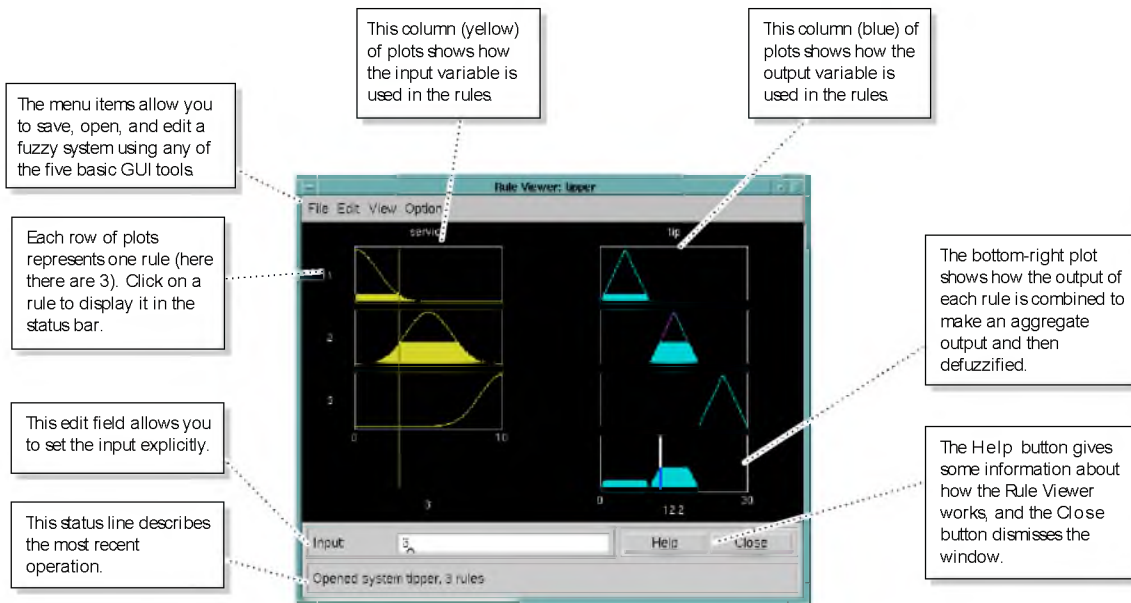 This column (yellow)
of plots shows how
the input variable is
used in the rules.
This column (blue) of
plots shows how the
output variable is
used in the rules.
The menu items allow you
to save, open, and edit a
fuzzy system using any of
the five basic GUI tools.
Each row of plots
represents one rule (here
there are 3). Click on a
rule to display it in the
status bar.
This edit field allows you
to set the input explicitly.
This status line describes
the most recent
operation.
Rule Viewer: tipper
File Edit View Option
service
tip
1
2
3
0 10
3
0 30
12.2
Input: 3
Help Close
Opened system tipper, 3 rules
The bottom-right plot
shows how the output of
each rule is combined to
make an aggregate
output and then
defuzzified.
The Help button gives
some information about
how the Rule Viewer
works, and the Close
button dismisses the
window.